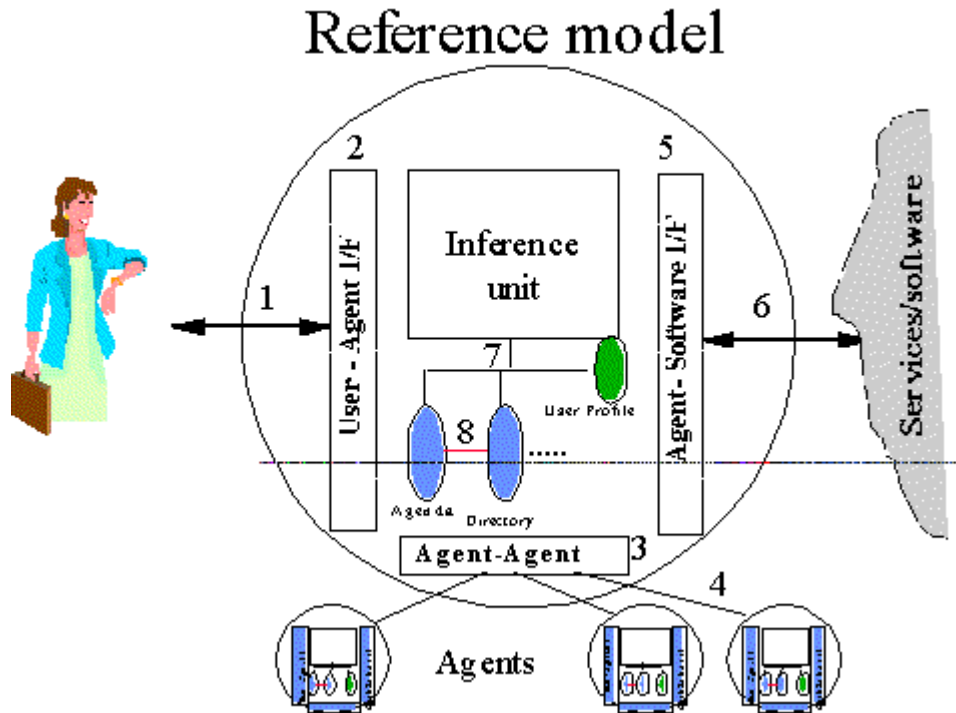 Reference model
2
5
Inference
unit
User - Agent I/F
Agent- Software I/F
Services/software
1
6
7
User Profile
8
.....
Agenda
Directory
Agent-Agent
3
4
Agents